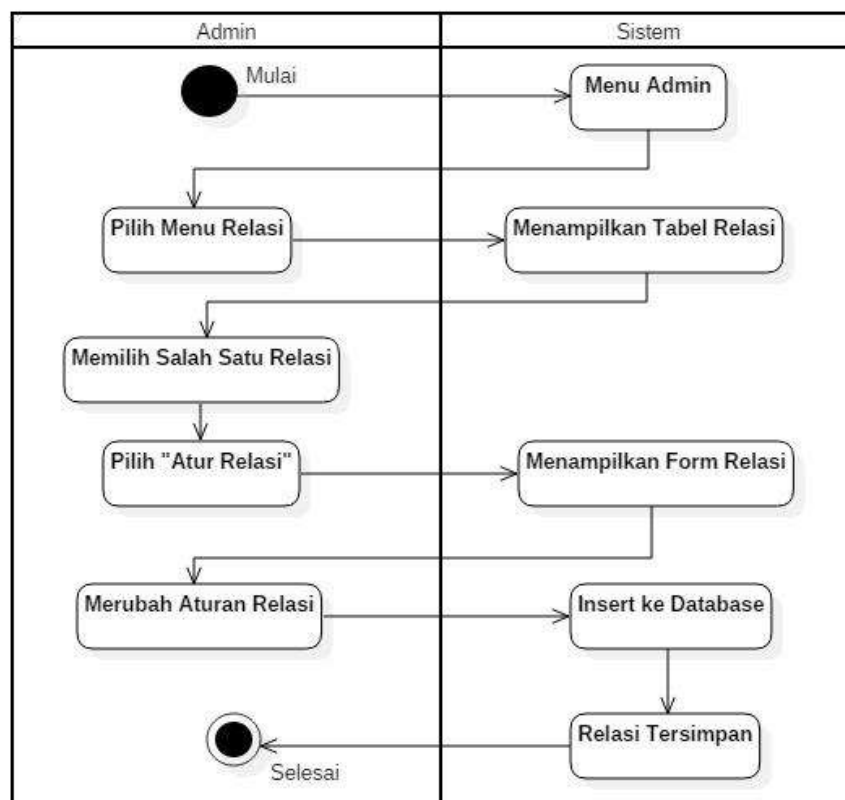 Admin
Sistem
Mulai
Menu Admin
Pilih Menu Relasi
Menampilkan Tabel Relasi
Memilih Salah Satu Relasi
Pilih "Atur Relasi"
Menampilkan Form Relasi
Merubah Aturan Relasi
Insert ke Database
Relasi Tersimpan
Selesai